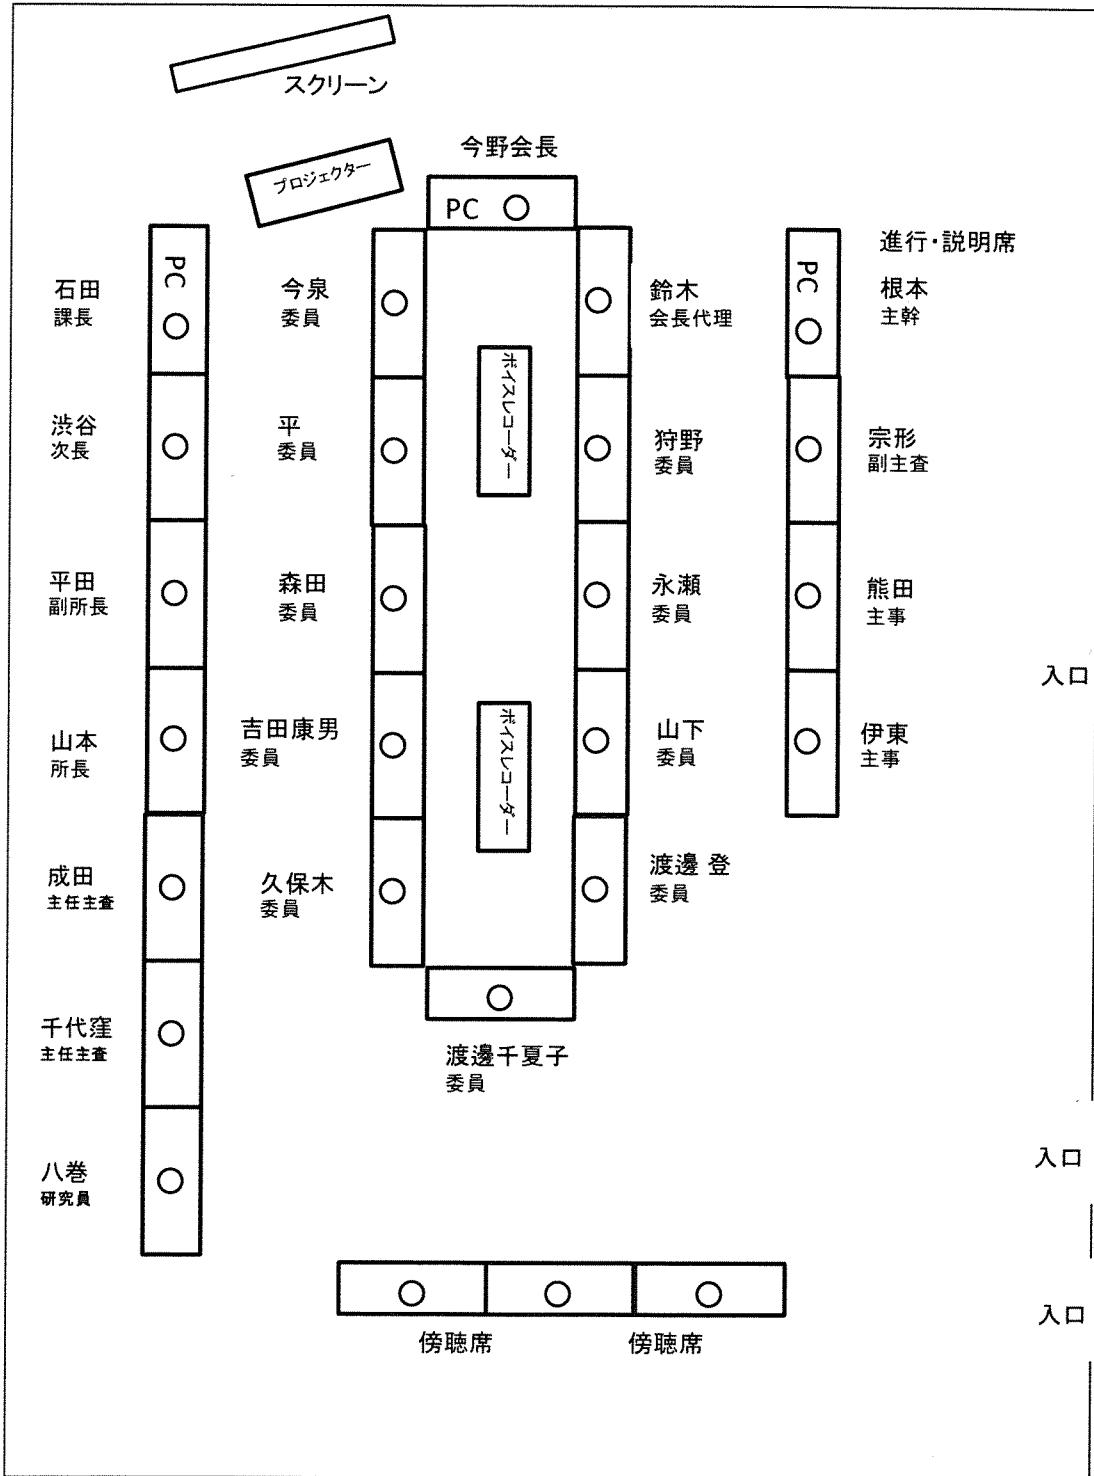 スクリーン
プロジェクター
今野会長
PC
進行・説明席
PC
石田
課長
今泉
委員
鈴木
会長代理
PC
根本
主幹
ボイスレコーダー
渋谷
次長
平
委員
狩野
委員
宗形
副主査
平田
副所長
森田
委員
永瀬
委員
熊田
主事
入口
山本
所長
吉田康男
委員
ボイスレコーダー
山下
委員
伊東
主事
成田
主任主査
久保木
委員
渡邊 登
委員
千代窪
主任主査
渡邊千夏子
委員
八巻
研究員
入口
入口
傍聴席
傍聴席